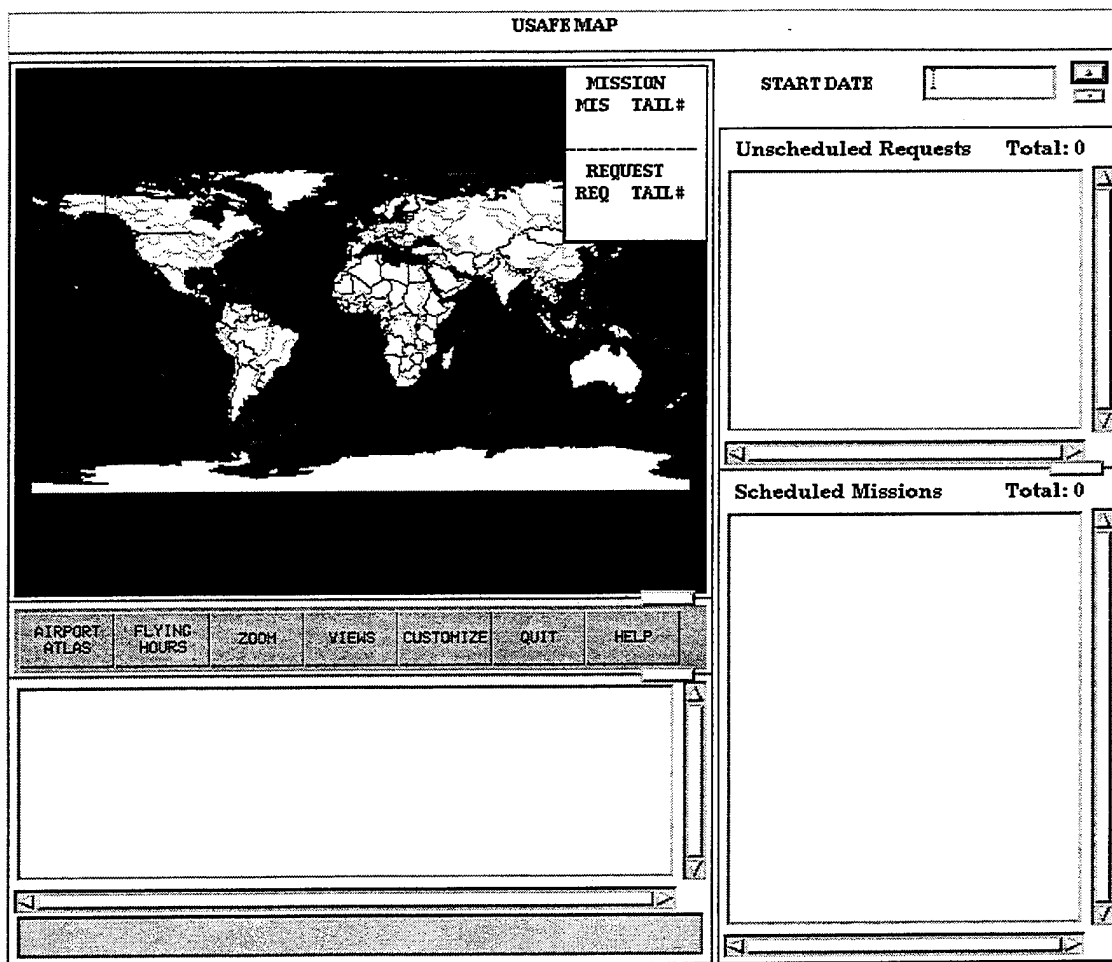 USAFE MAP
MISSION
MIS TAIL#
REQUEST
REQ TAIL#
START DATE
Unscheduled Requests Total: 0
Scheduled Missions Total: 0
AIRPORT ATLAS
FLYING HOURS
ZOOM
VIEWS
CUSTOMIZE
QUIT
HELP